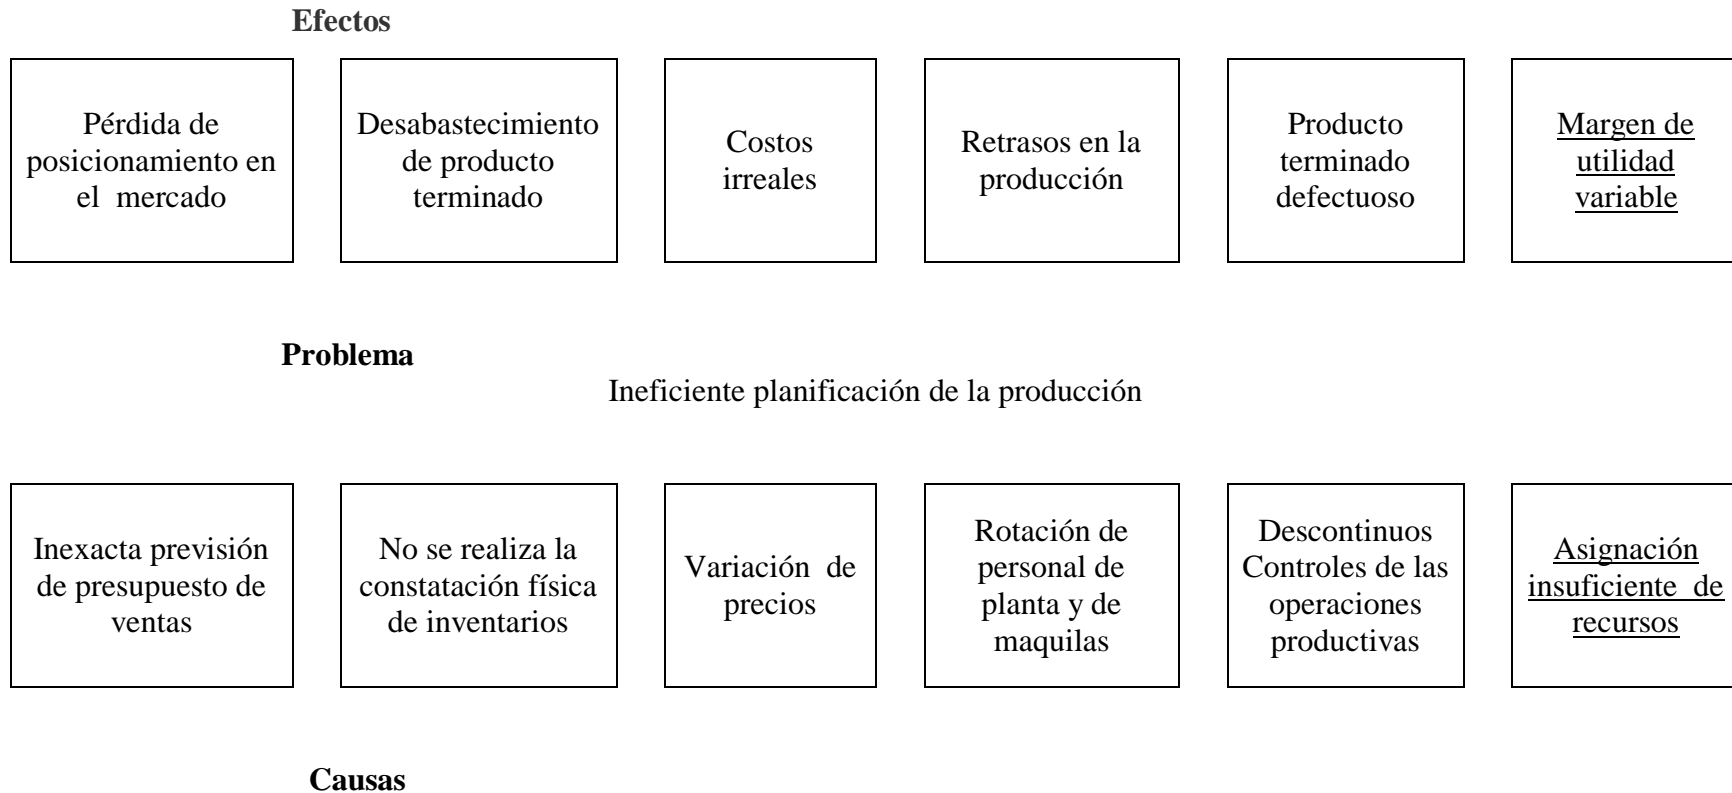 Efectos
Pérdida de
posicionamiento en
el  mercado
Desabastecimiento
de producto
terminado
Costos
irreales
Retrasos en la
producción
Producto
terminado
defectuoso
Margen de
utilidad
variable
Problema
Ineficiente planificación de la producción
Inexacta previsión
de presupuesto de
ventas
No se realiza la
constatación física
de inventarios
Variación  de
precios
Rotación de
personal de
planta y de
maquilas
Descontinuos
Controles de las
operaciones
productivas
Asignación
insuficiente  de
recursos
Causas